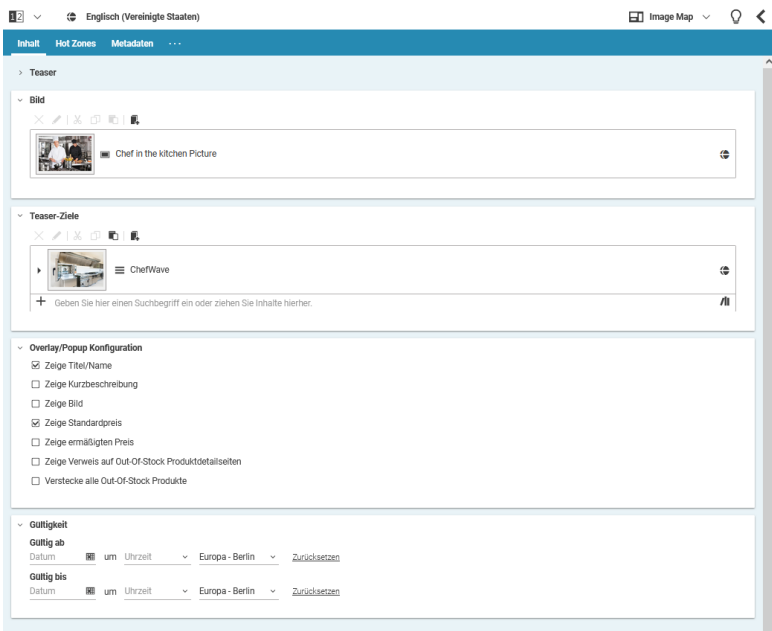 Englisch (Vereinigte Staaten) Image Map
Inhalt Hot Zones Metadaten ...
Teaser
Bild
Chef in the kitchen Picture
Teaser-Ziele
ChefWave
Geben Sie hier einen Suchbegriff ein oder ziehen Sie Inhalte hierher.
Overlay/Popup Konfiguration
Zeige Titel/Name
Zeige Kurzbeschreibung
Zeige Bild
Zeige Standardpreis
Zeige ermäßigten Preis
Zeige Verweis auf Out-Of-Stock Produktdetailseiten
Verstecke alle Out-Of-Stock Produkte
Gültigkeit
Gültig ab
Datum um Uhrzeit Europa - Berlin Zurücksetzen
Gültig bis
Datum um Uhrzeit Europa - Berlin Zurücksetzen